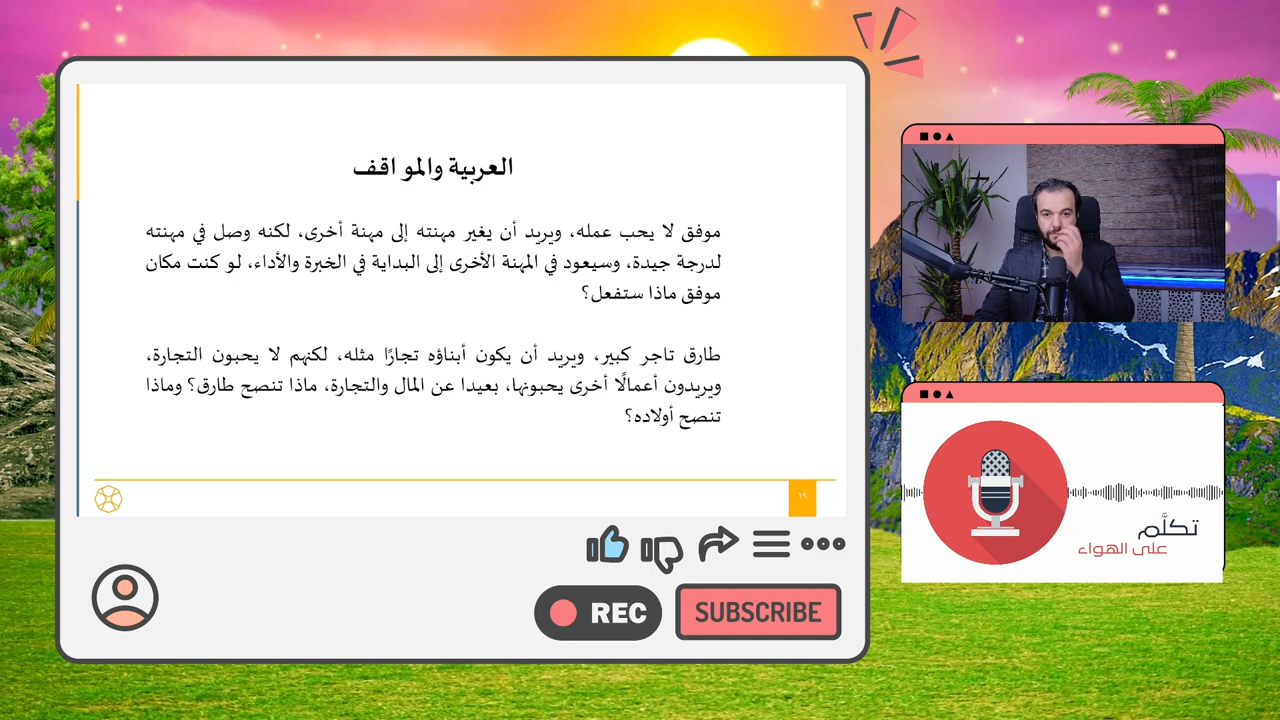 العربية والمواقف
موفق لا يحب عمله، ويريد أن يغير مهنته إلى مهنة أخرى، لكنه وصل في مهنته
لدرجة جيدة، وسيعود في المهنة الأخرى إلى البداية في الخبرة والأداء، لو كنت مكان
موفق ماذا ستفعل؟
طارق تاجر كبير، ويريد أن يكون أبناؤه تجارًا مثله، لكنهم لا يحبون التجارة،
ويريدون أعمالًا أخرى يحبونها، بعيدا عن المال والتجارة، ماذا تنصح طارق؟ وماذا
تنصح أولاده؟
١٩
REC
SUBSCRIBE
تكلَّم
على الهواء